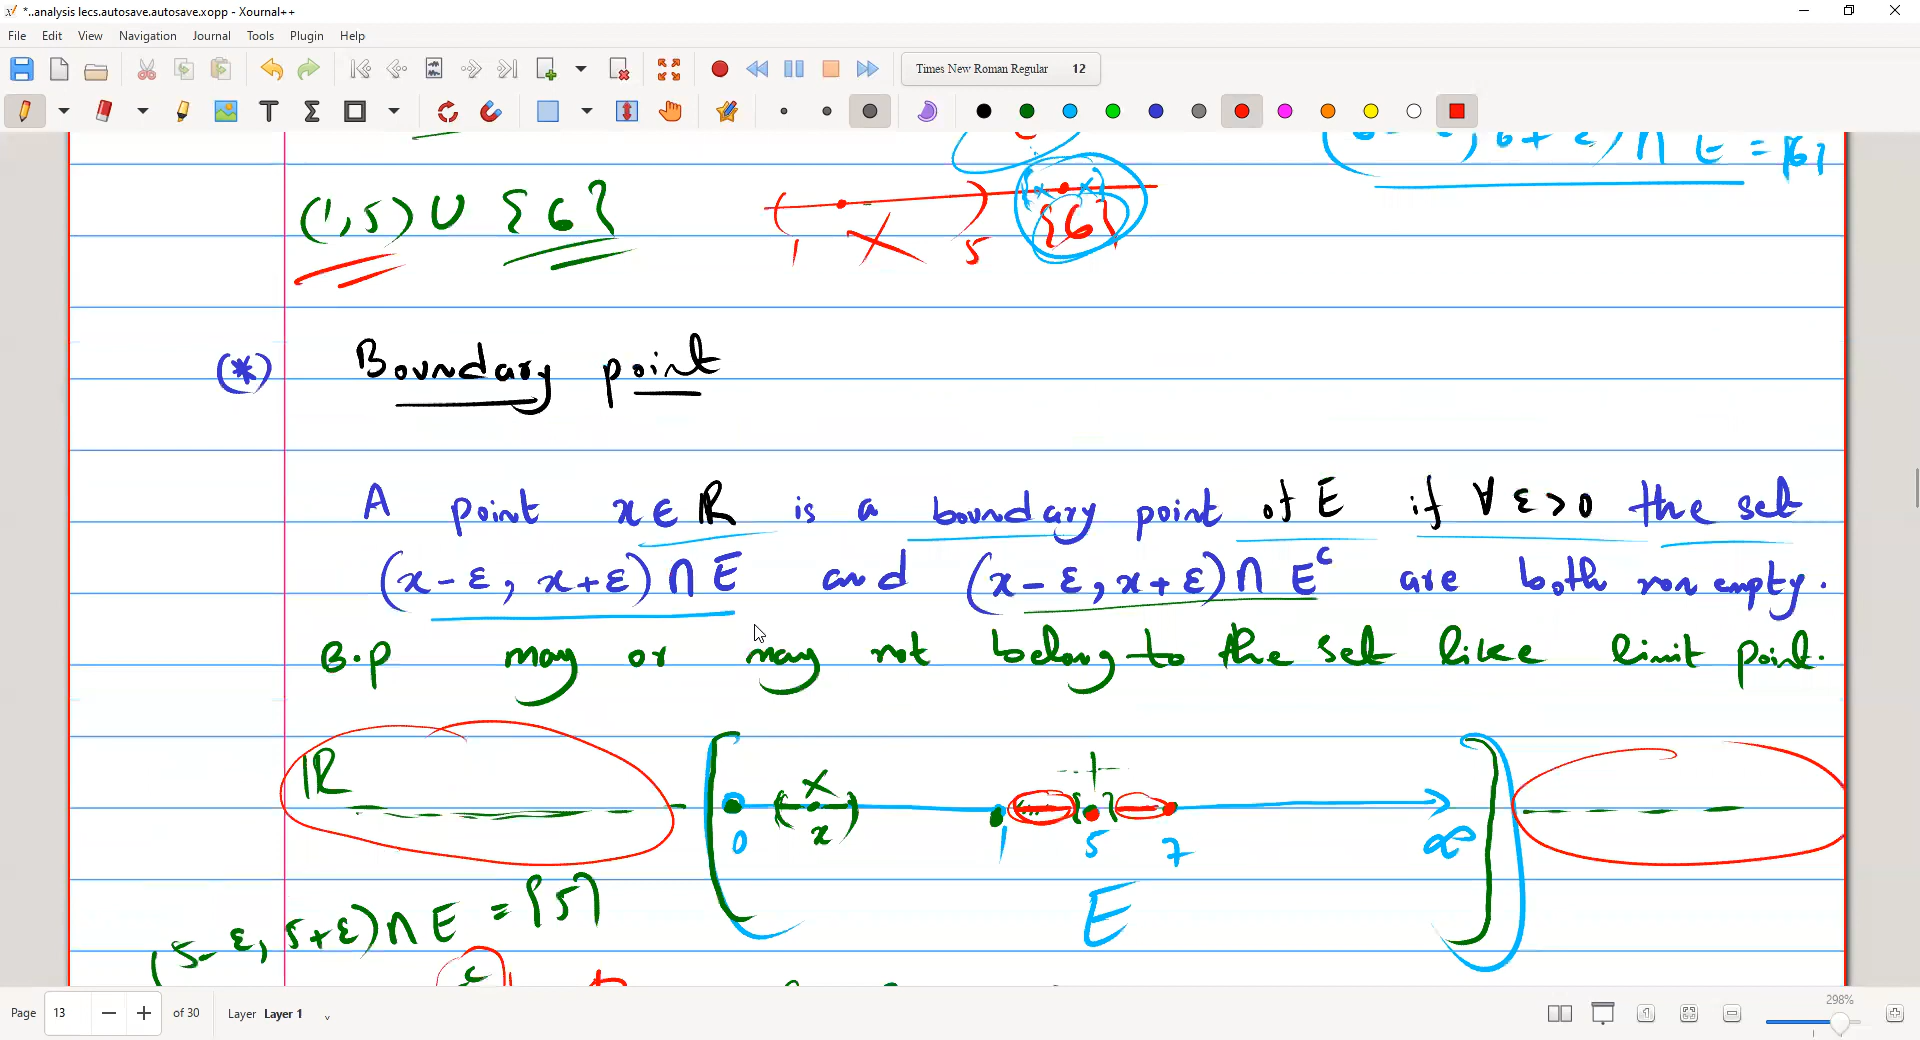 *..analysis lecs.autosave.autosave.xopp - Xournal++
File Edit View Navigation Journal Tools Plugin Help
Times New Roman Regular 12
(1,5) ∪ {6}
1 5 {6}
∩ E = {6}
(*) Boundary point
A point x ∈ ℝ is a boundary point of E if ∀ ε > 0 the set
(x-ε, x+ε) ∩ E and (x-ε, x+ε) ∩ Eᶜ are both non empty.
B.p may or may not belong to the set like limit point.
ℝ
0 x 1 5 7 ∞
E
(5-ε, 5+ε) ∩ E = {5}
Page 13 of 30 Layer Layer 1 298%